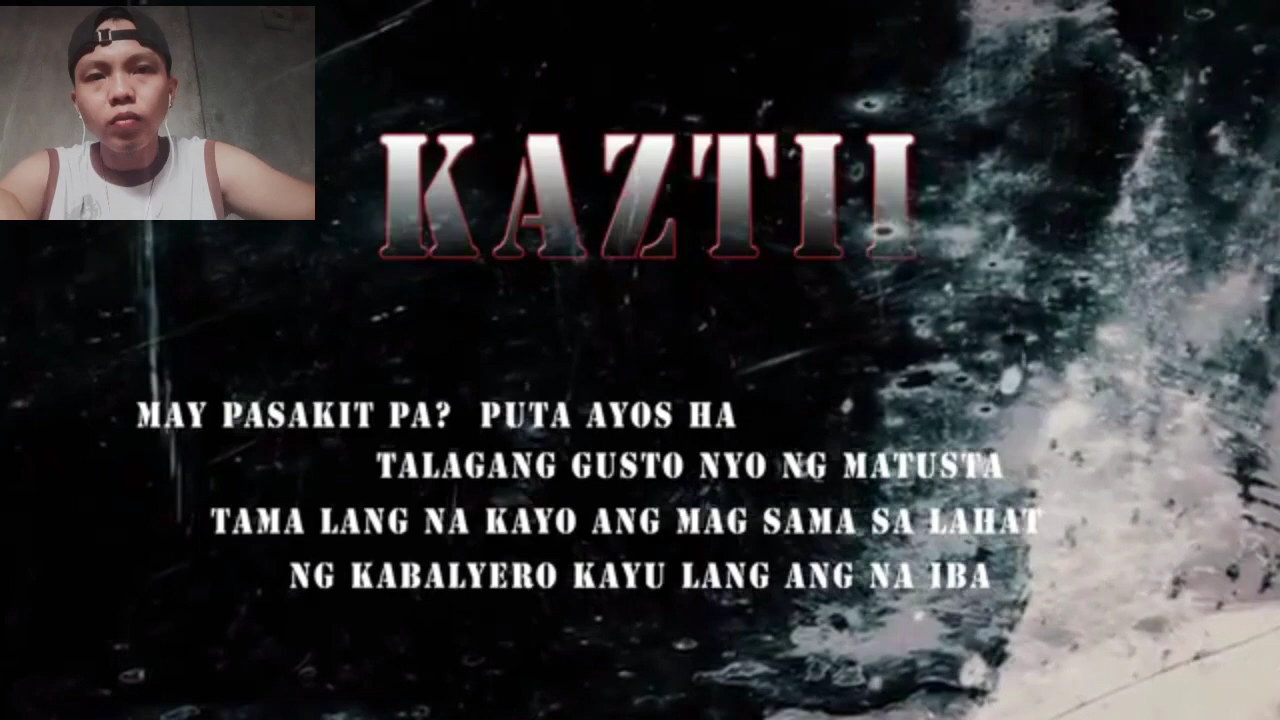 KAZTII
MAY PASAKIT PA? PUTA AYOS HA
TALAGANG GUSTO NYO NG MATUSTA
TAMA LANG NA KAYO ANG MAG SAMA SA LAHAT
NG KABALYERO KAYU LANG ANG NA IBA